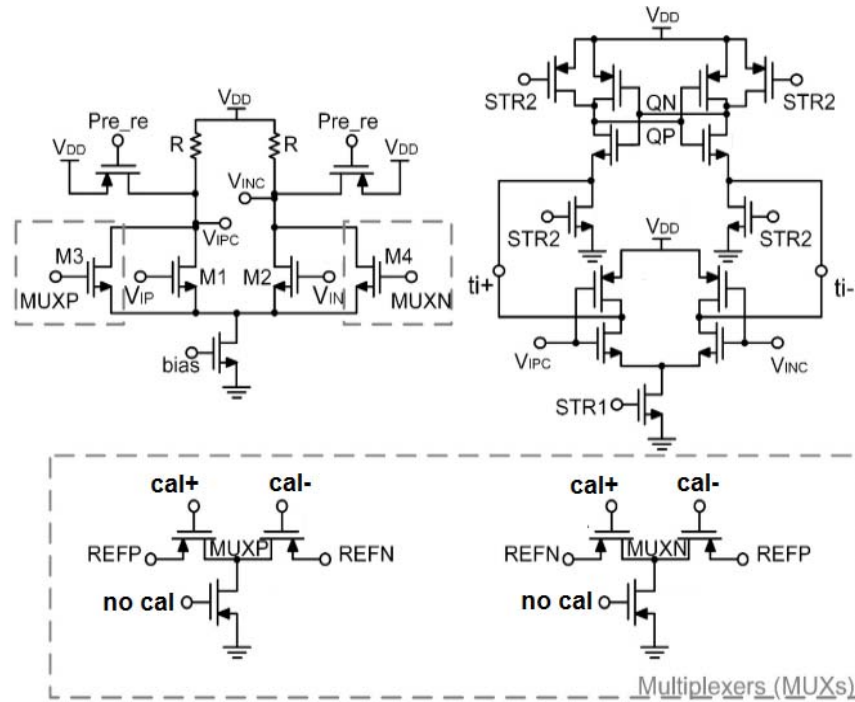 VDD
STR2
STR2
QN
QP
VDD
Pre_re
Pre_re
VDD
R
R
VDD
VINC
VIPC
M3
M1
M2
M4
MUXP
VIP
VIN
MUXN
bias
STR2
STR2
VDD
ti+
ti-
VIPC
VINC
STR1
cal+
cal-
cal+
cal-
REFP
MUXP
REFN
REFN
MUXN
REFP
no cal
no cal
Multiplexers (MUXs)